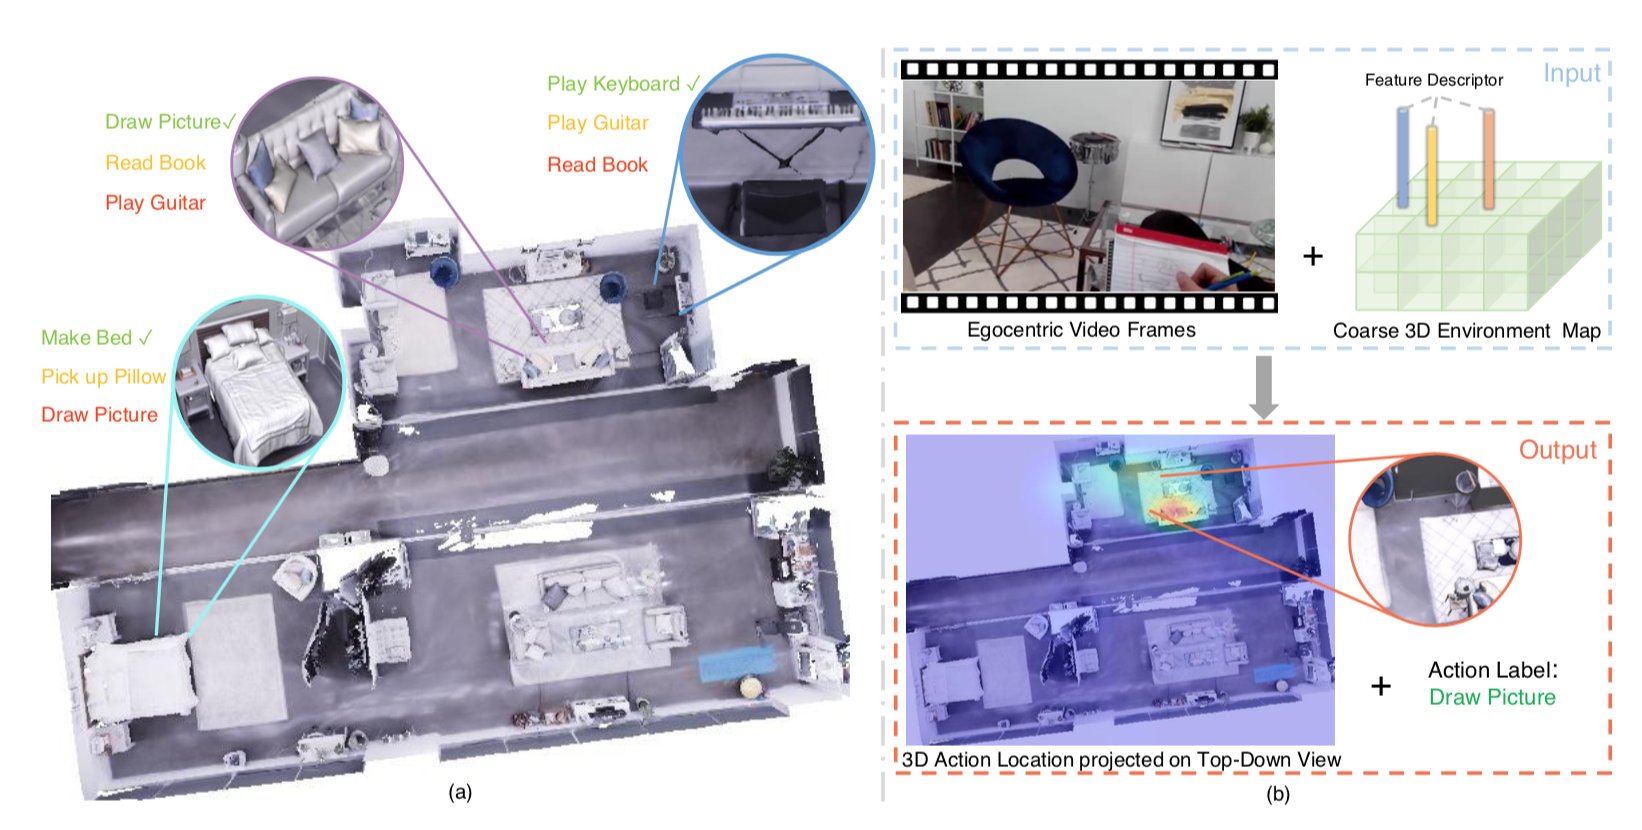 Draw Picture✓
Read Book
Play Guitar
Play Keyboard ✓
Play Guitar
Read Book
Make Bed ✓
Pick up Pillow
Draw Picture
(a)
Input
Feature Descriptor
+
Egocentric Video Frames
Coarse 3D Environment Map
Output
+
Action Label:
Draw Picture
3D Action Location projected on Top-Down View
(b)